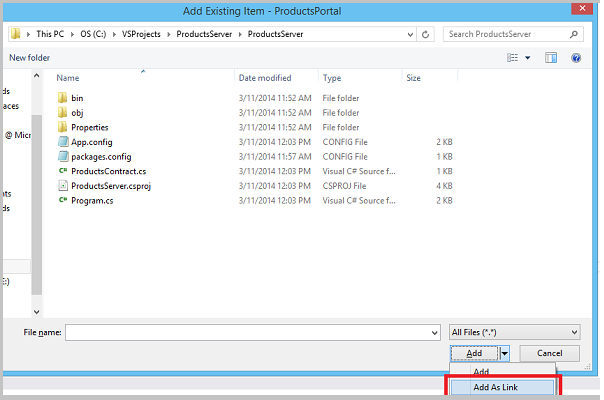 Add Existing Item - ProductsPortal
This PC OS (C:) VSProjects ProductsServer ProductsServer Search ProductsServer
New folder
Name Date modified Type Size
bin 3/11/2014 11:52 AM File folder
obj 3/11/2014 11:52 AM File folder
Properties 3/11/2014 11:52 AM File folder
App.config 3/11/2014 12:03 PM CONFIG File 2 KB
packages.config 3/11/2014 11:57 AM CONFIG File 1 KB
C# ProductsContract.cs 3/11/2014 12:03 PM Visual C# Source f... 1 KB
ProductsServer.csproj 3/11/2014 12:03 PM CSPROJ File 4 KB
C# Program.cs 3/11/2014 12:03 PM Visual C# Source f... 2 KB
ds
aces
@ Micr
nts
ds
E:)
File name: All Files (*.*)
Add Cancel
Add
Add As Link